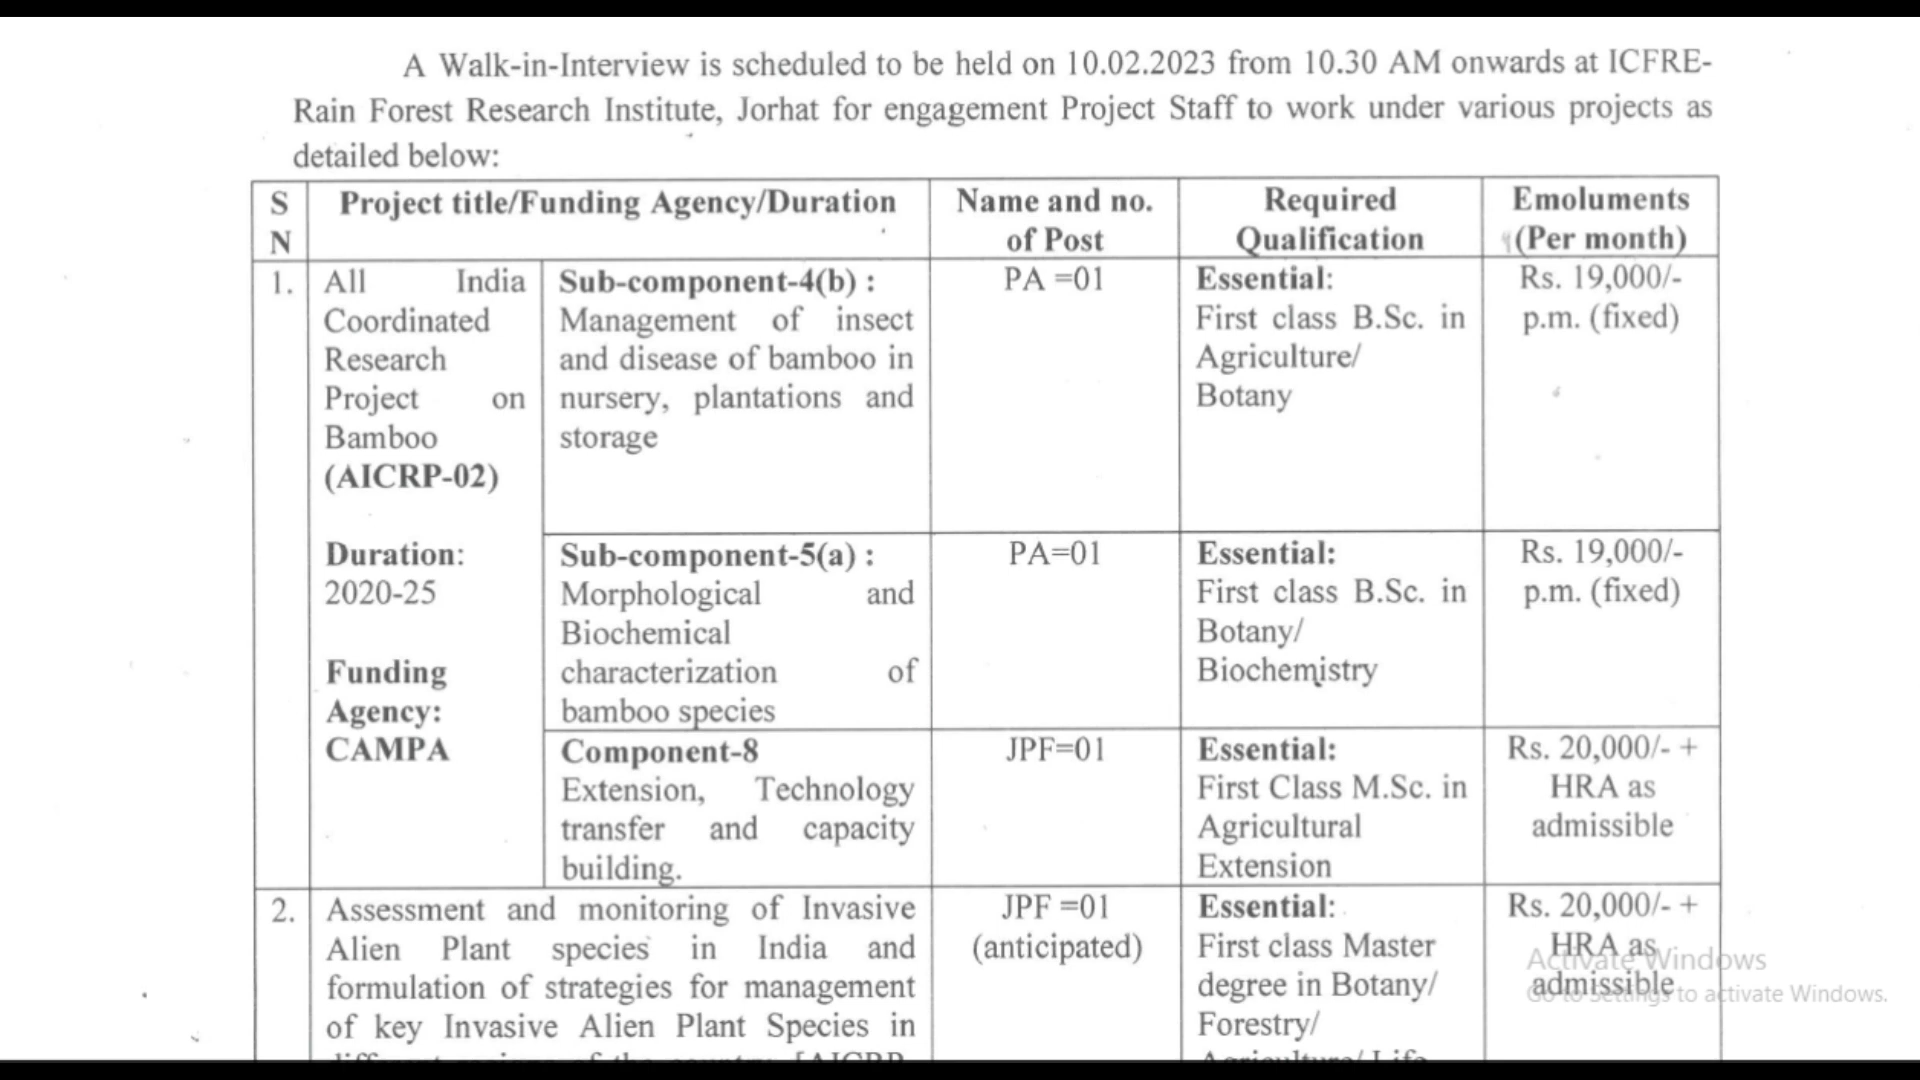 A Walk-in-Interview is scheduled to be held on 10.02.2023 from 10.30 AM onwards at ICFRE-
Rain Forest Research Institute, Jorhat for engagement Project Staff to work under various projects as
detailed below:
S
N
Project title/Funding Agency/Duration
Name and no.
of Post
Required
Qualification
Emoluments
(Per month)
1.
All India
Coordinated
Research
Project on
Bamboo
(AICRP-02)
Duration:
2020-25
Funding
Agency:
CAMPA
Sub-component-4(b) :
Management of insect
and disease of bamboo in
nursery, plantations and
storage
PA =01
Essential:
First class B.Sc. in
Agriculture/
Botany
Rs. 19,000/-
p.m. (fixed)
Sub-component-5(a) :
Morphological and
Biochemical
characterization of
bamboo species
PA=01
Essential:
First class B.Sc. in
Botany/
Biochemistry
Rs. 19,000/-
p.m. (fixed)
Component-8
Extension, Technology
transfer and capacity
building.
JPF=01
Essential:
First Class M.Sc. in
Agricultural
Extension
Rs. 20,000/- +
HRA as
admissible
2.
Assessment and monitoring of Invasive
Alien Plant species in India and
formulation of strategies for management
of key Invasive Alien Plant Species in
JPF =01
(anticipated)
Essential:
First class Master
degree in Botany/
Forestry/
Rs. 20,000/- +
HRA as
admissible
Activate Windows
Go to Settings to activate Windows.